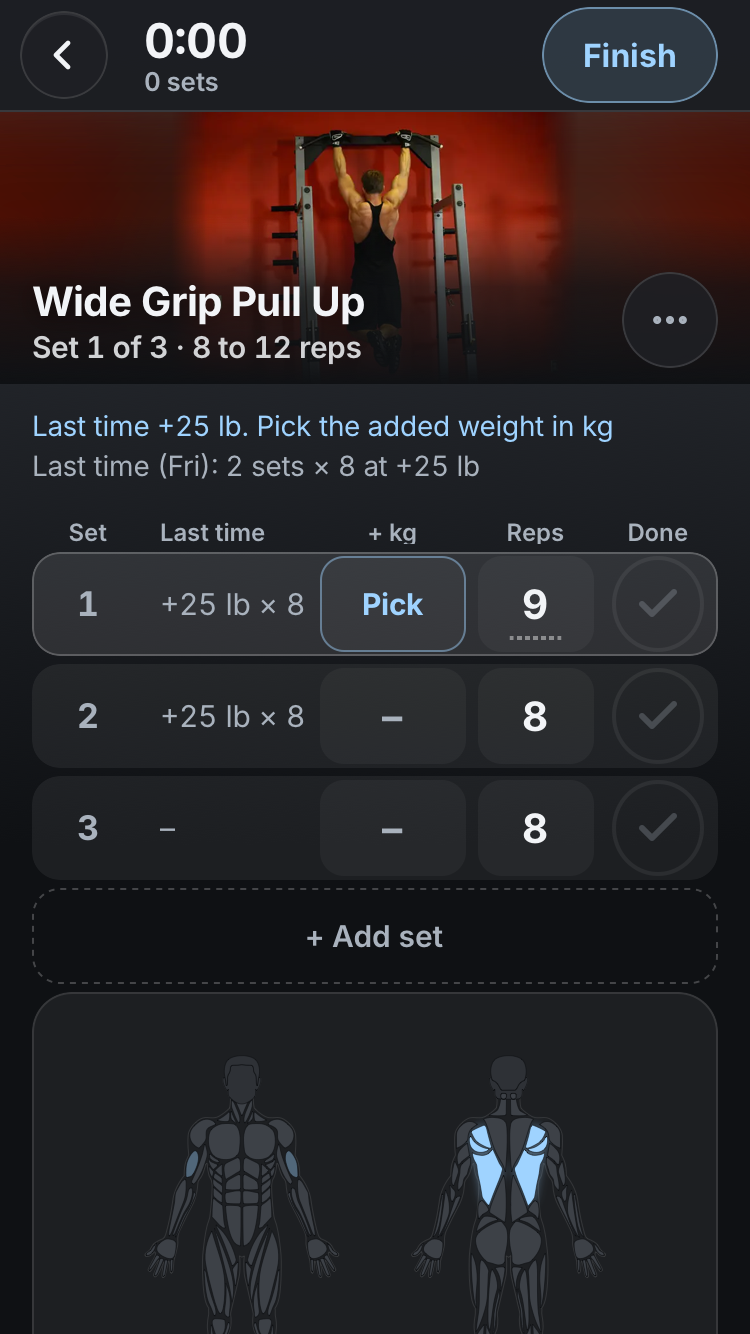 0:00
0 sets
Finish
Wide Grip Pull Up
Set 1 of 3 · 8 to 12 reps
Last time +25 lb. Pick the added weight in kg
Last time (Fri): 2 sets × 8 at +25 lb
Set Last time + kg Reps Done
1 +25 lb × 8 Pick 9
2 +25 lb × 8 – 8
3 – – 8
+ Add set